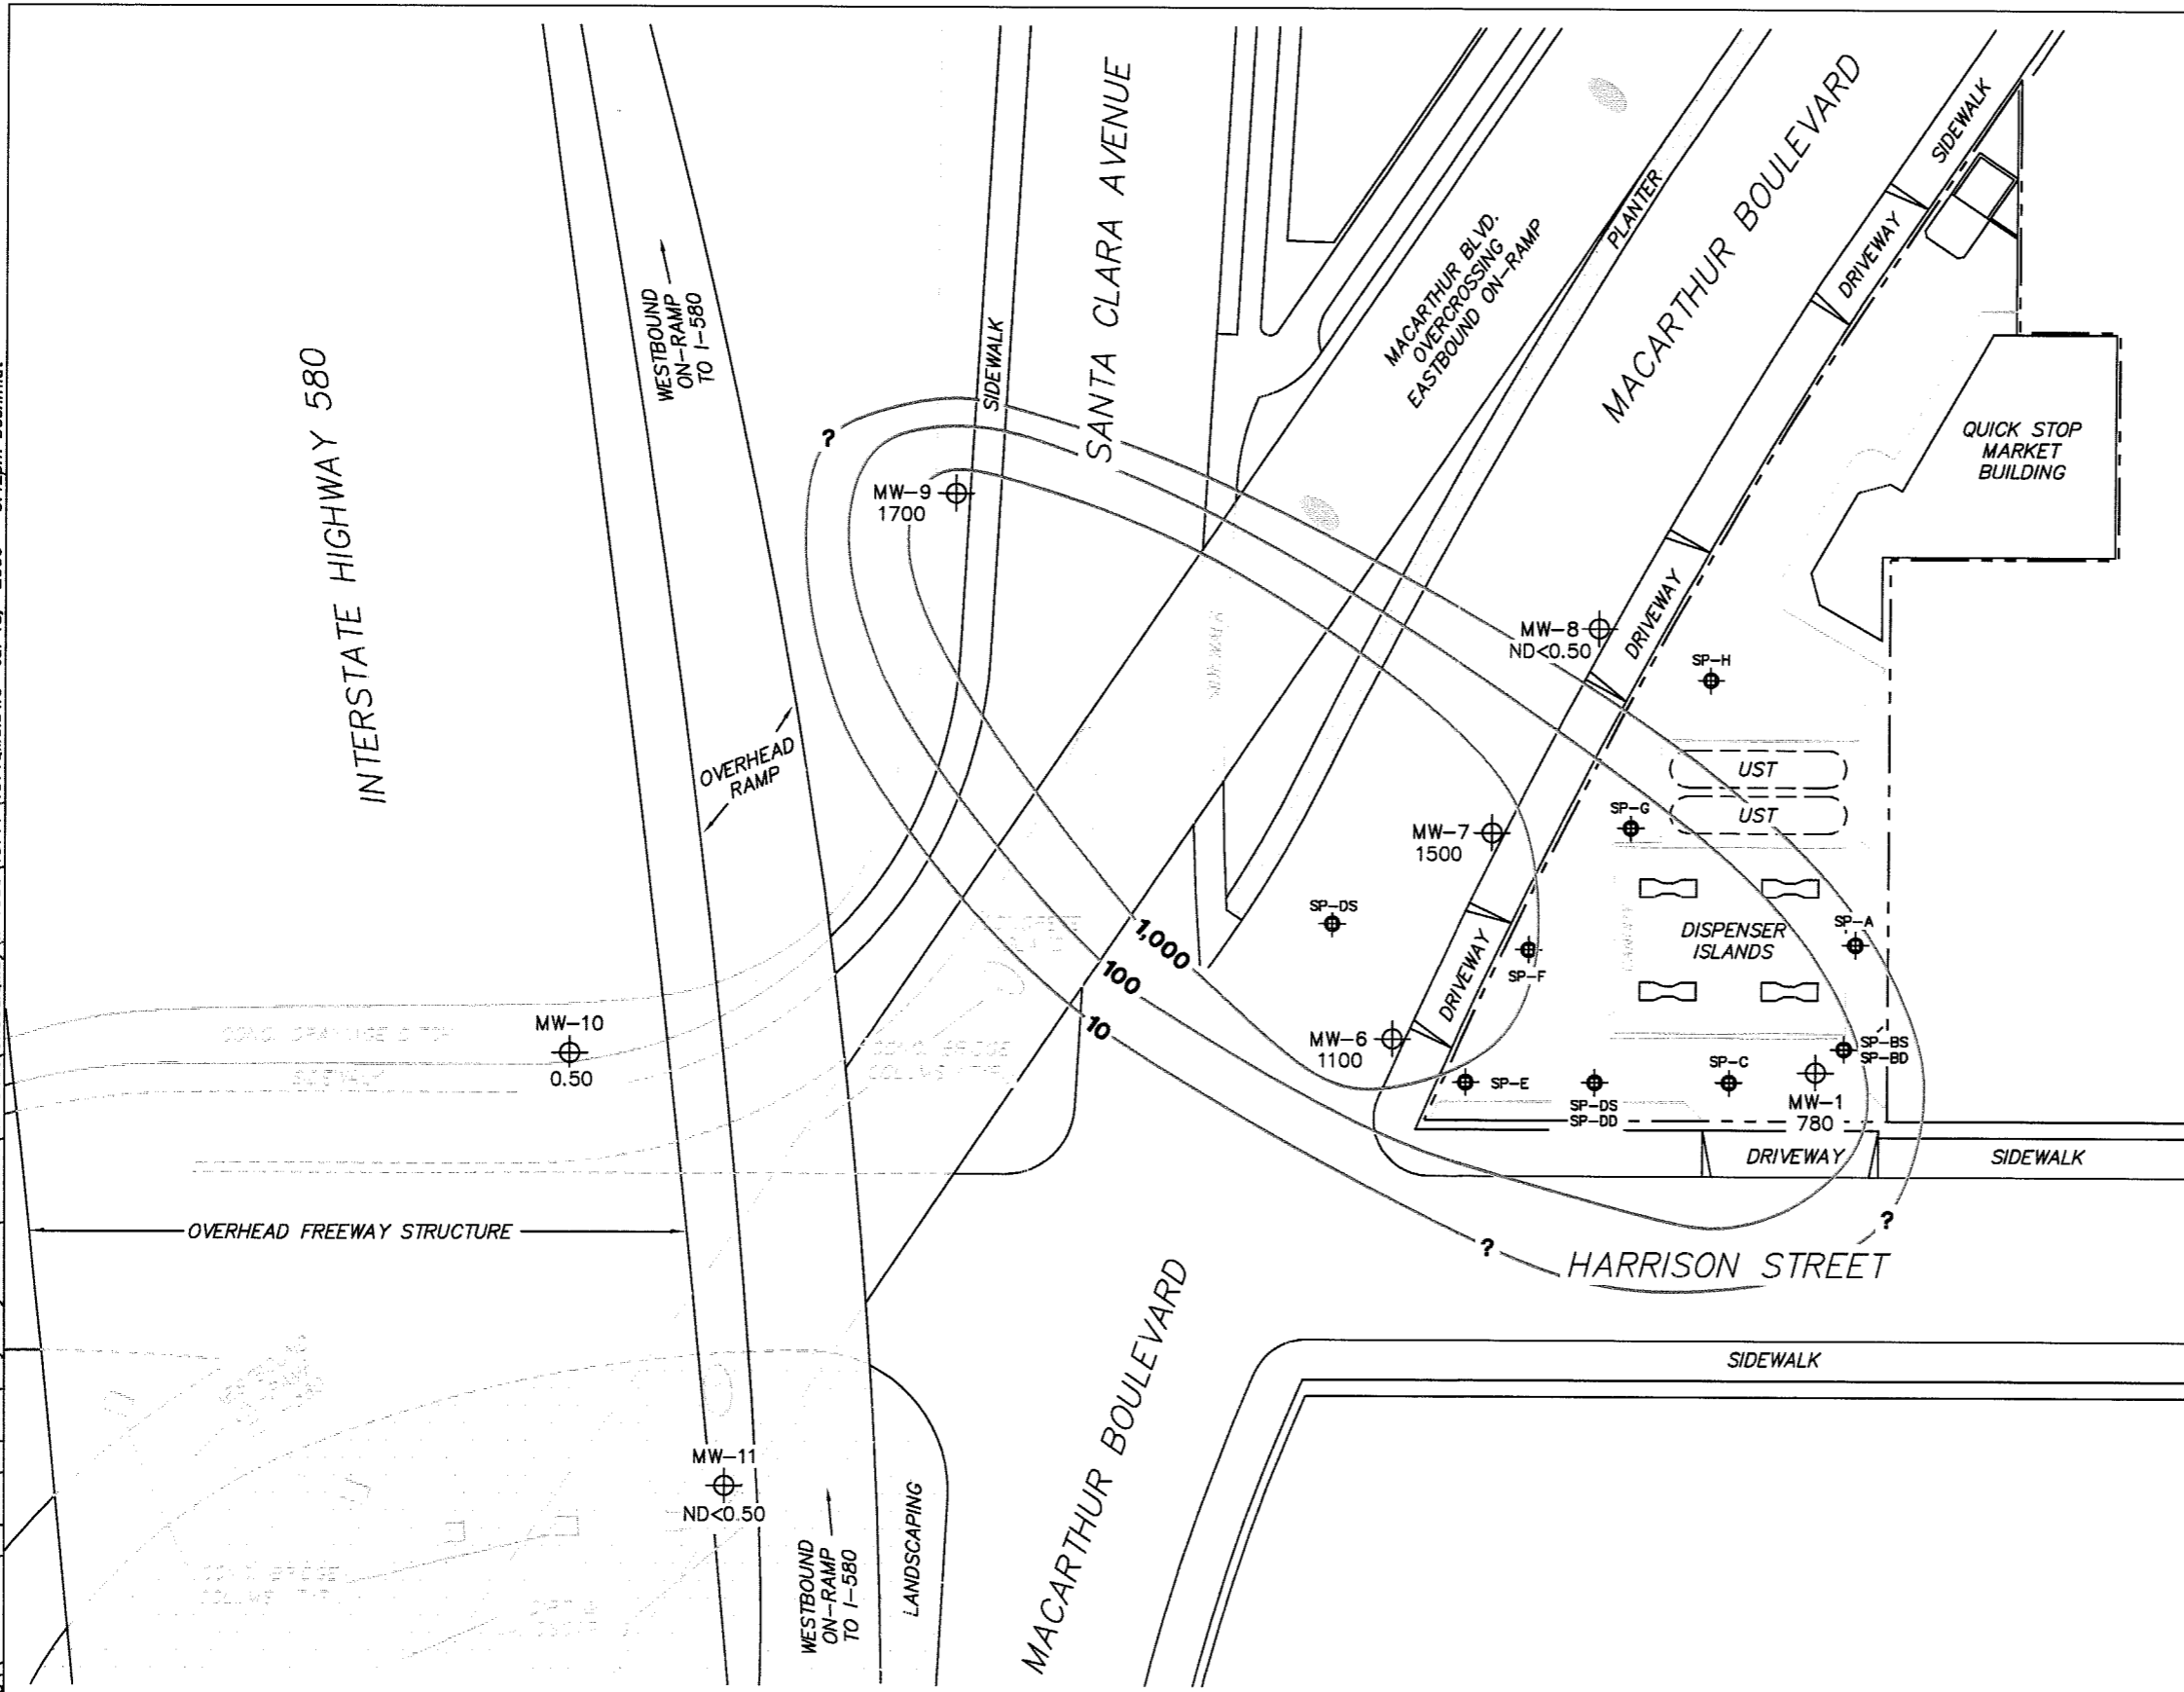 INTERSTATE HIGHWAY 580
WESTBOUND
ON-RAMP
TO I-580
SIDEWALK
SANTA CLARA AVENUE
MACARTHUR BLVD.
OVERCROSSING
EASTBOUND ON-RAMP
PLANTER
MACARTHUR BOULEVARD
SIDEWALK
DRIVEWAY
QUICK STOP
MARKET
BUILDING
?
MW-9
1700
DRIVEWAY
MW-8
ND<0.50
SP-H
OVERHEAD
RAMP
UST
UST
SP-G
MW-7
1500
SP-DS
1,000
100
10
SP-F
DRIVEWAY
DISPENSER
ISLANDS
SP-A
MW-10
0.50
MW-6
1100
SP-E
SP-DS
SP-DD
SP-C
SP-BS
SP-BD
MW-1
780
DRIVEWAY
SIDEWALK
OVERHEAD FREEWAY STRUCTURE
?
?
HARRISON STREET
SIDEWALK
MACARTHUR BOULEVARD
MW-11
ND<0.50
WESTBOUND
ON-RAMP
TO I-580
LANDSCAPING